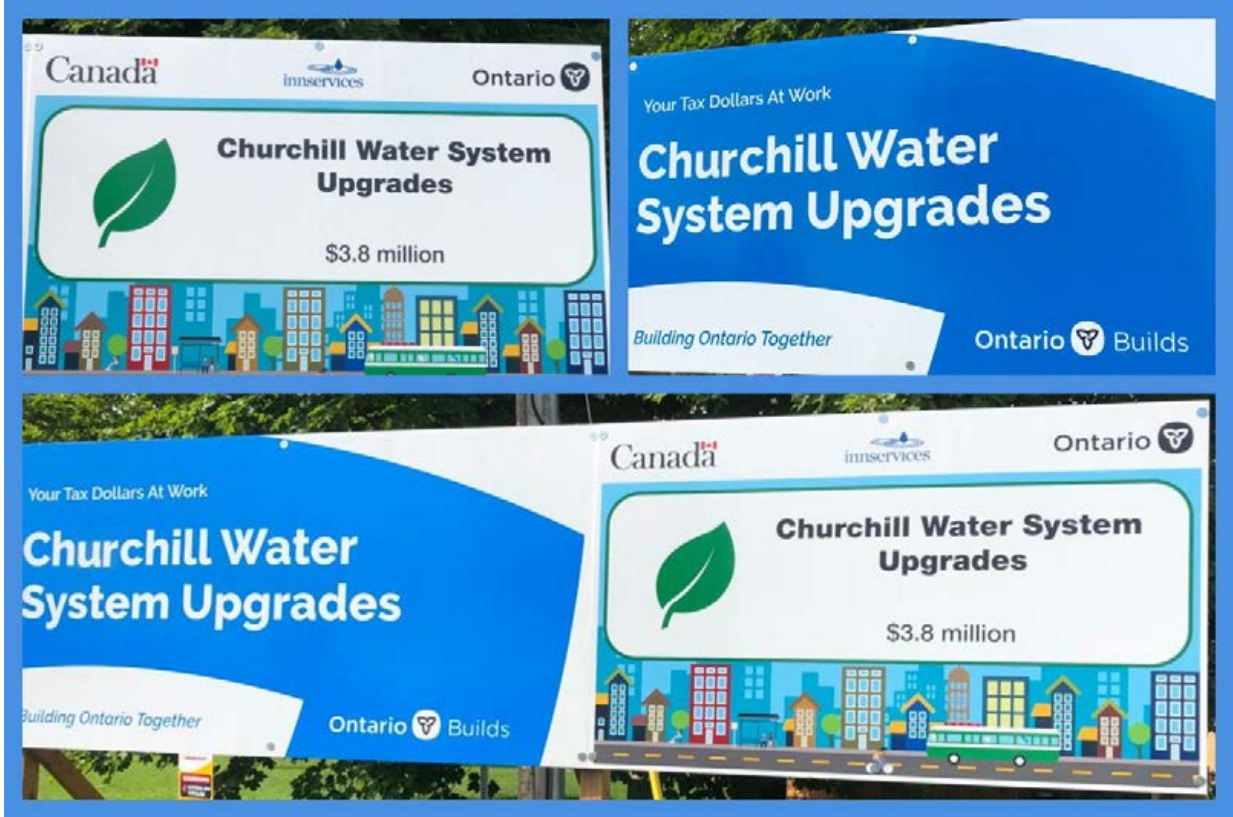 Canada
innservices
Ontario
Churchill Water System
Upgrades
$3.8 million
Your Tax Dollars At Work
Churchill Water
System Upgrades
Building Ontario Together
Ontario Builds
Your Tax Dollars At Work
Churchill Water
System Upgrades
Building Ontario Together
Ontario Builds
Canada
innservices
Ontario
Churchill Water System
Upgrades
$3.8 million